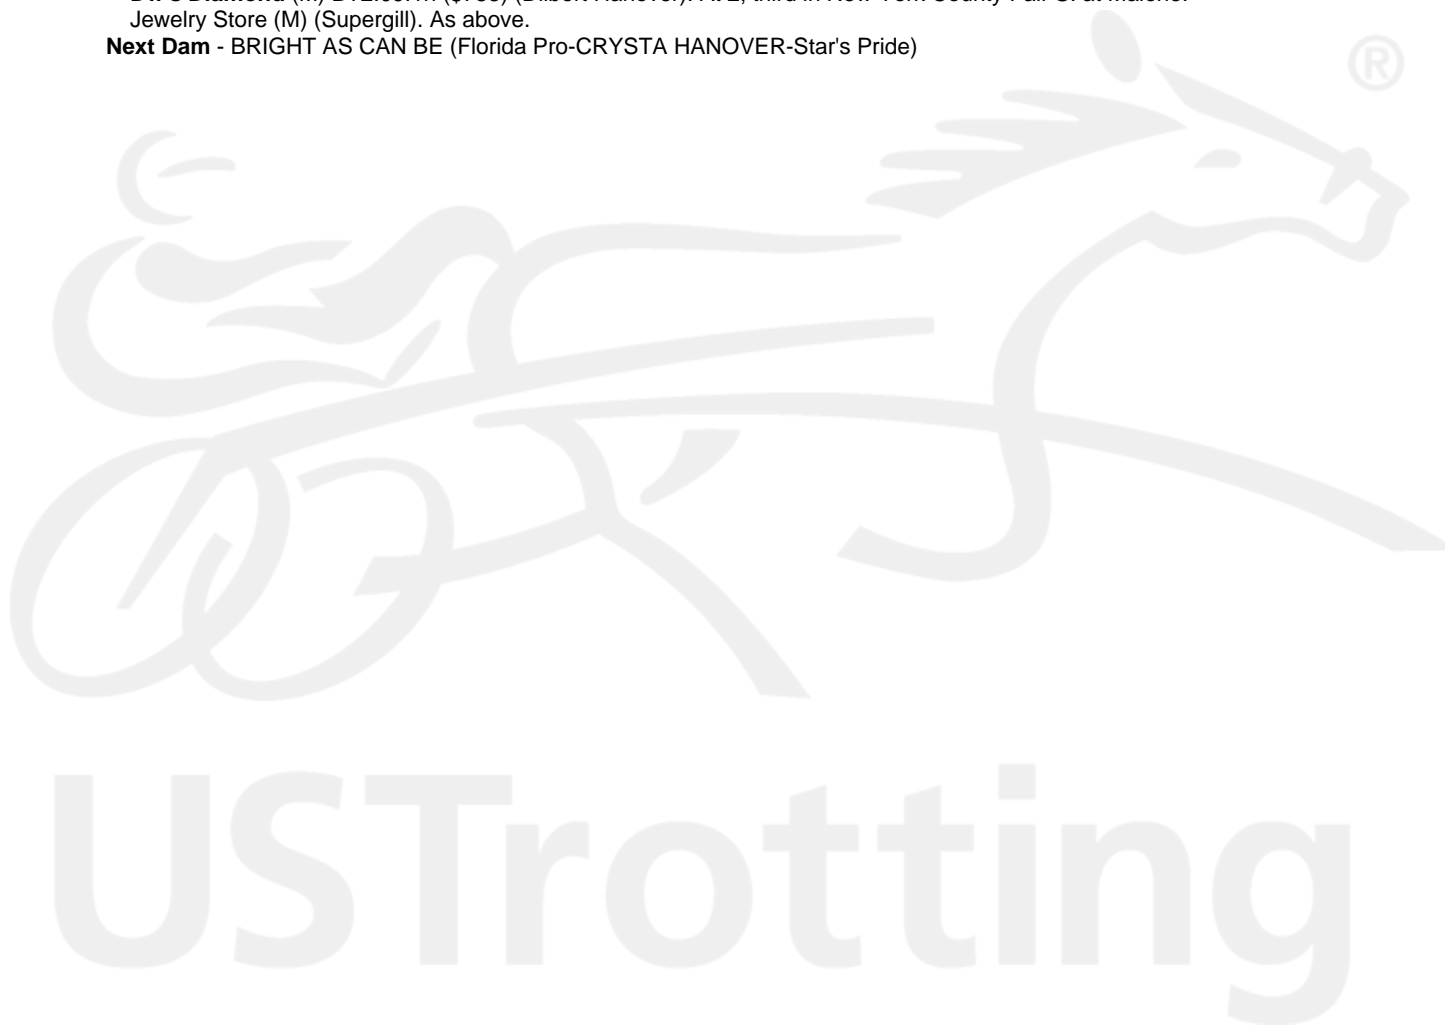 Jewelry Store (M) (Supergill). As above.
Next Dam - BRIGHT AS CAN BE (Florida Pro-CRYSTA HANOVER-Star's Pride)
®
USTrotting